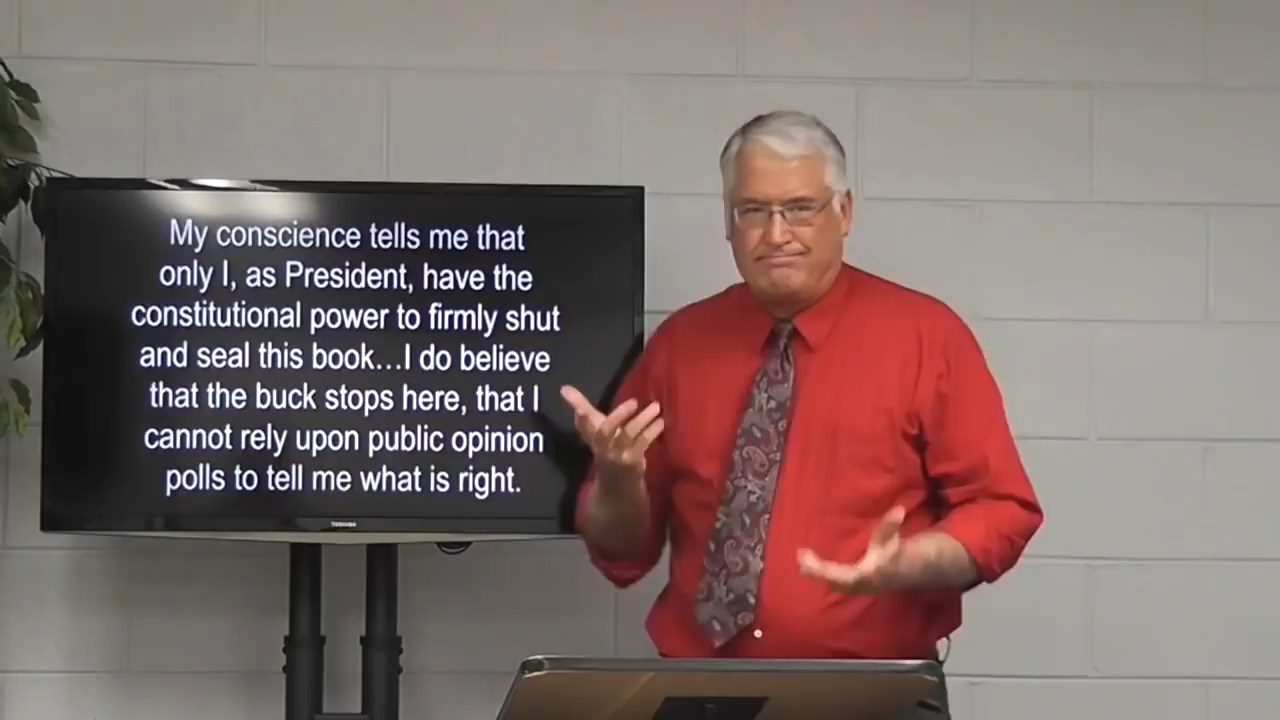 My conscience tells me that
only I, as President, have the
constitutional power to firmly shut
and seal this book...I do believe
that the buck stops here, that I
cannot rely upon public opinion
polls to tell me what is right.
TOSHIBA